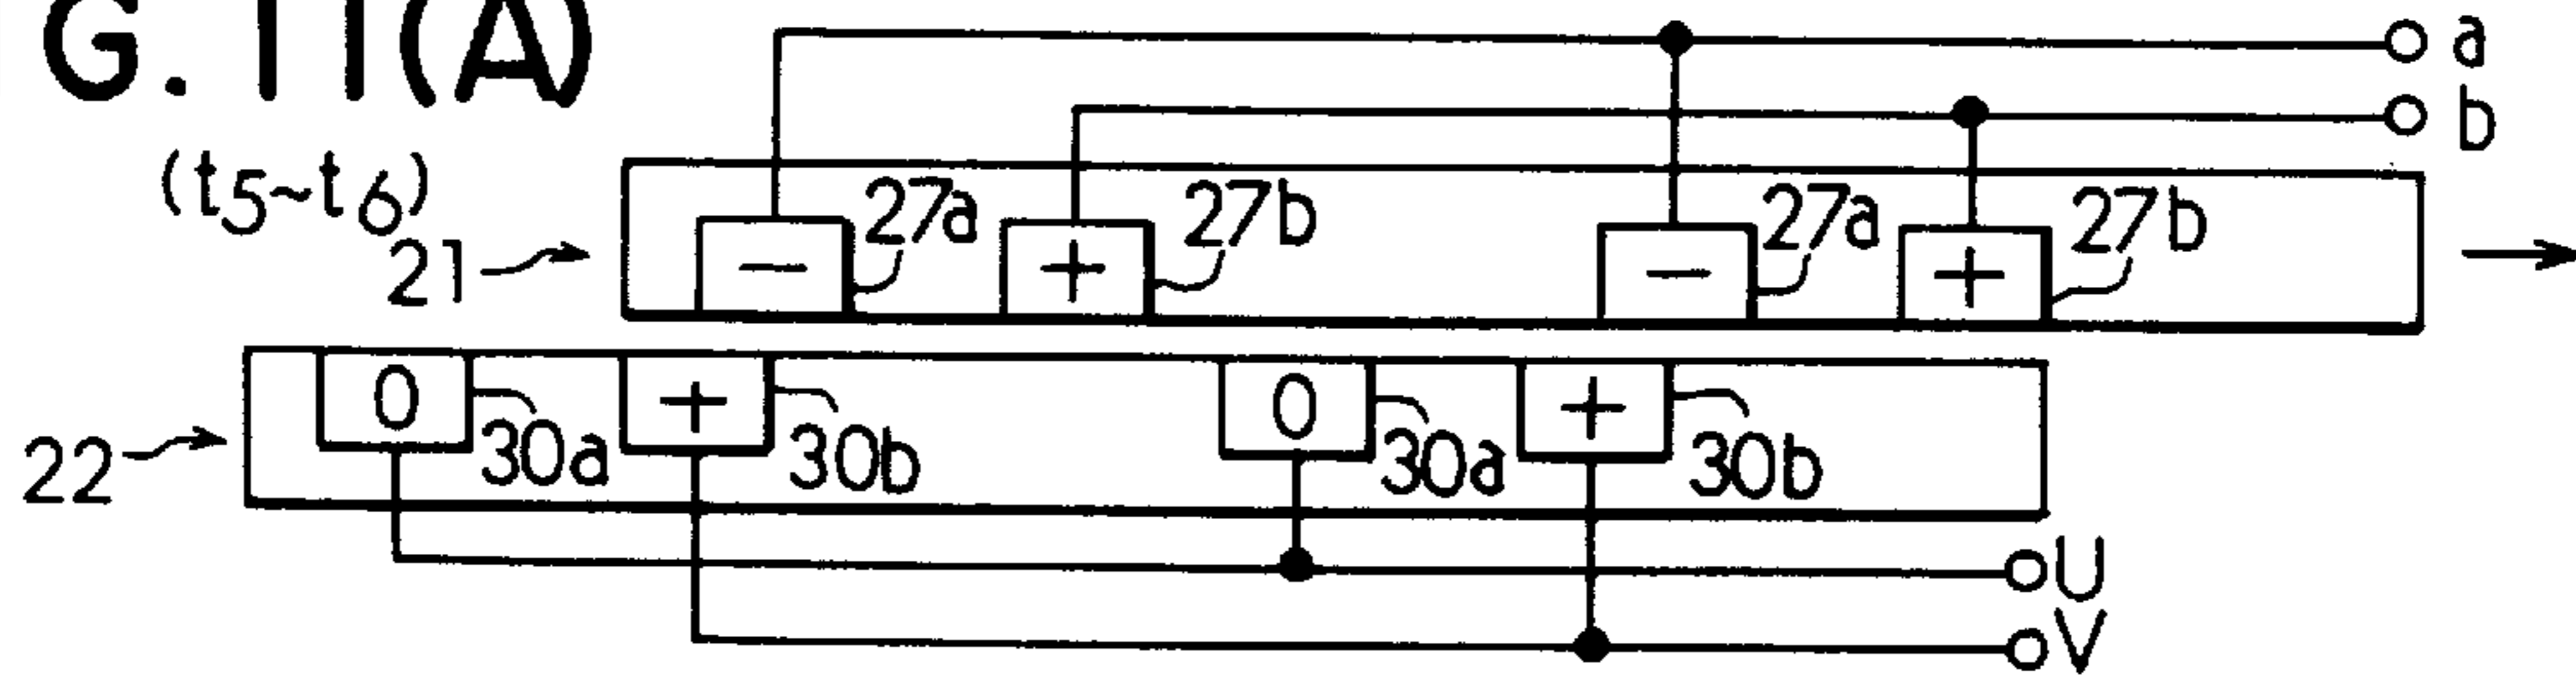 G. 11(A)
a
b
(t5~t6)
27a 27b 27a 27b
21
− + − +
0 + 0 +
22 30a 30b 30a 30b
U
V